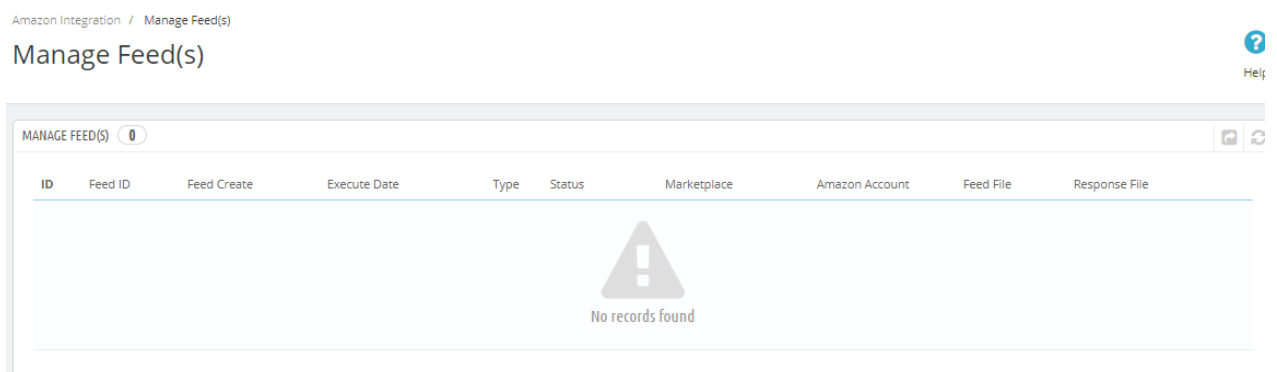 Amazon Integration / Manage Feed(s)
Manage Feed(s)
?
Help
MANAGE FEED(S) 0
ID Feed ID Feed Create Execute Date Type Status Marketplace Amazon Account Feed File Response File
No records found